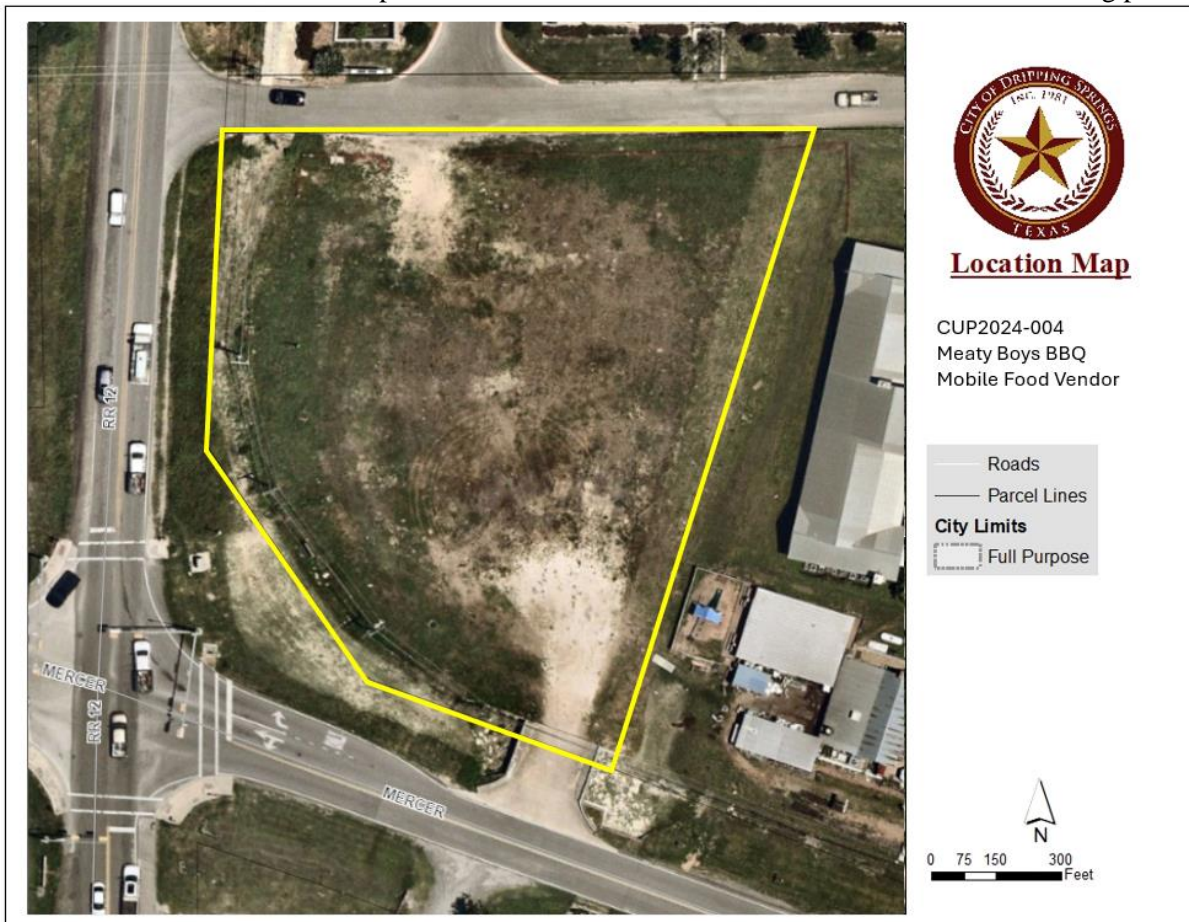 CITY OF DRIPPING SPRINGS
INC. 1981
TEXAS
Location Map
CUP2024-004
Meaty Boys BBQ
Mobile Food Vendor
Roads
Parcel Lines
City Limits
Full Purpose
RR 12
MERCER
RR 12
MERCER
N
0 75 150 300
Feet